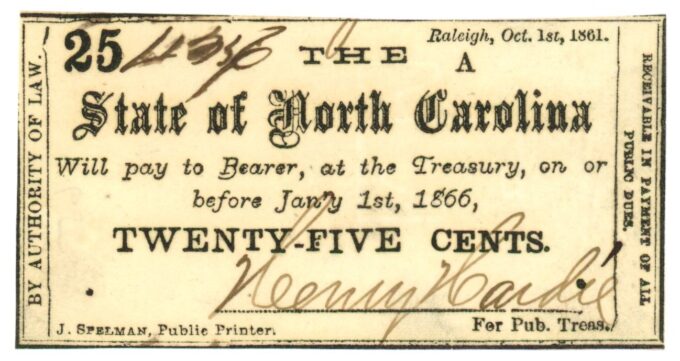 BY AUTHORITY OF LAW.
25
Raleigh, Oct. 1st, 1861.
THE A
State of North Carolina
Will pay to Bearer, at the Treasury, on or
before Jan'y 1st, 1866,
TWENTY-FIVE CENTS.
Henry Hardie
J. SPELMAN, Public Printer.
For Pub. Treas.
RECEIVABLE IN PAYMENT OF ALL
PUBLIC DUES.